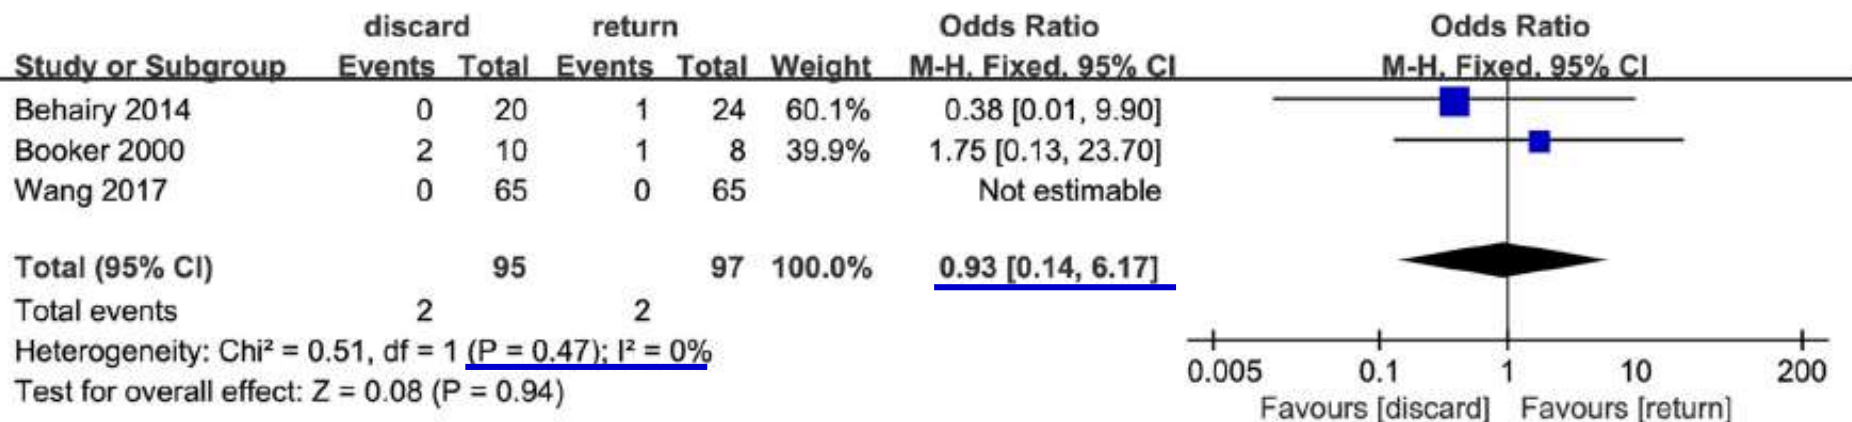 discard return Odds Ratio Odds Ratio
Study or Subgroup Events Total Events Total Weight M-H, Fixed, 95% CI M-H, Fixed, 95% CI
Behairy 2014 0 20 1 24 60.1% 0.38 [0.01, 9.90]
Booker 2000 2 10 1 8 39.9% 1.75 [0.13, 23.70]
Wang 2017 0 65 0 65 Not estimable
Total (95% CI) 95 97 100.0% 0.93 [0.14, 6.17]
Total events 2 2
Heterogeneity: Chi² = 0.51, df = 1 (P = 0.47); I² = 0%
Test for overall effect: Z = 0.08 (P = 0.94)
0.005 0.1 1 10 200
Favours [discard] Favours [return]